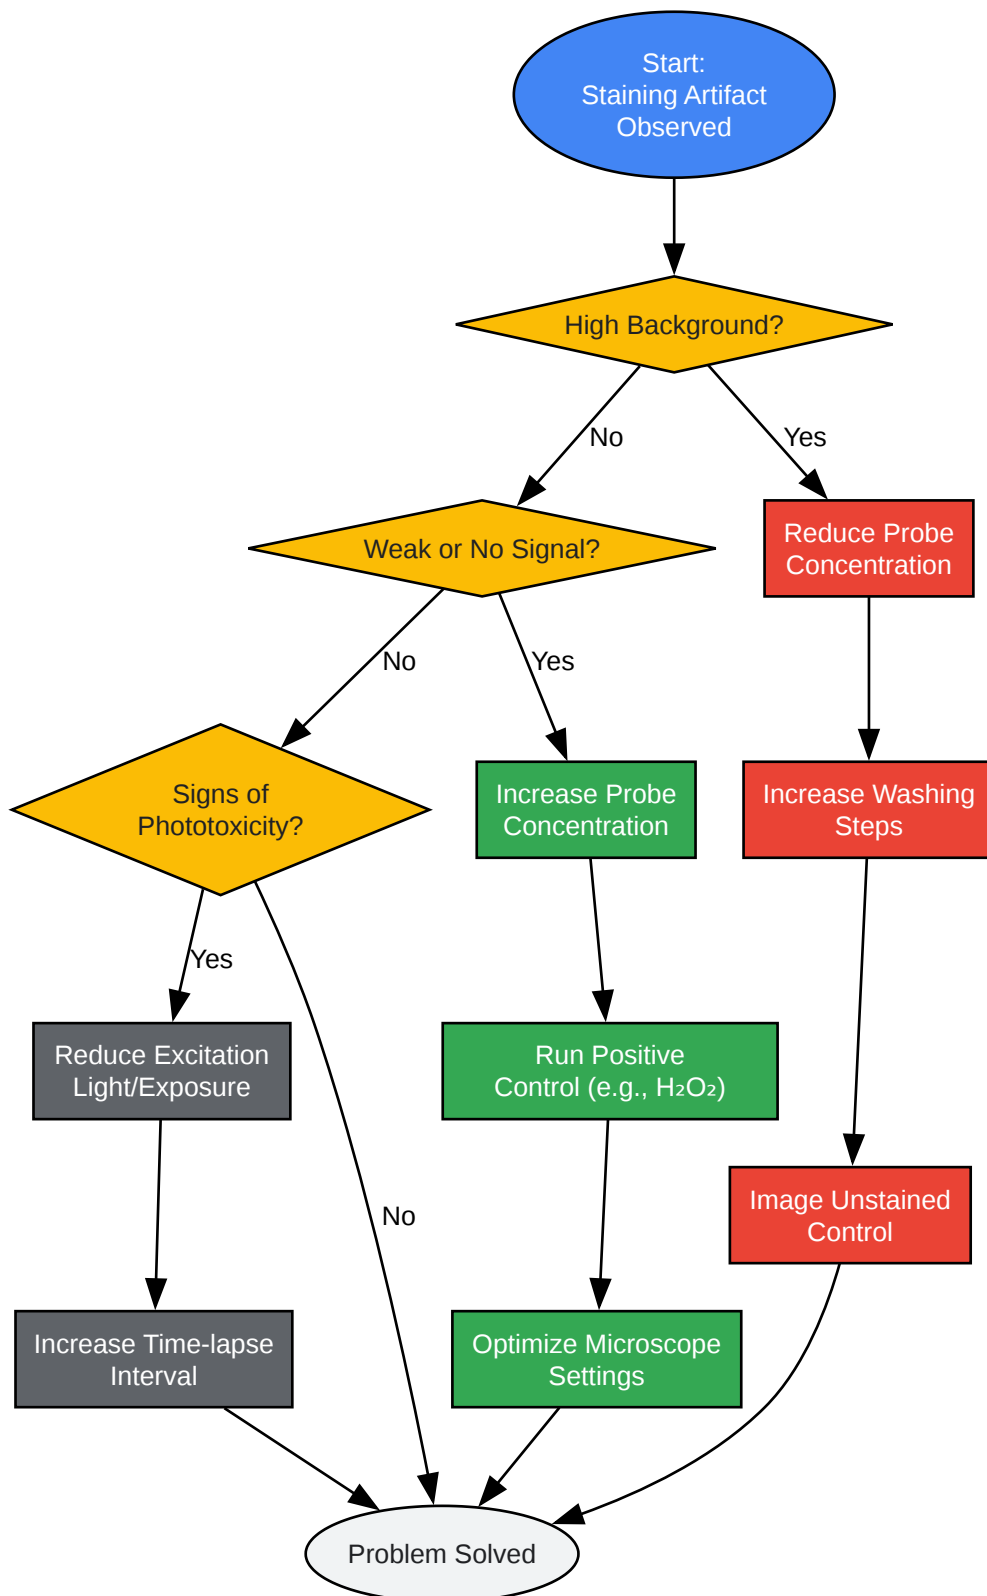 Start:
Staining Artifact
Observed
High Background?
No
Yes
Weak or No Signal?
Reduce Probe
Concentration
No
Yes
Signs of
Phototoxicity?
Increase Probe
Concentration
Increase Washing
Steps
Yes
Reduce Excitation
Light/Exposure
Run Positive
Control (e.g., H₂O₂)
No
Image Unstained
Control
Increase Time-lapse
Interval
Optimize Microscope
Settings
Problem Solved